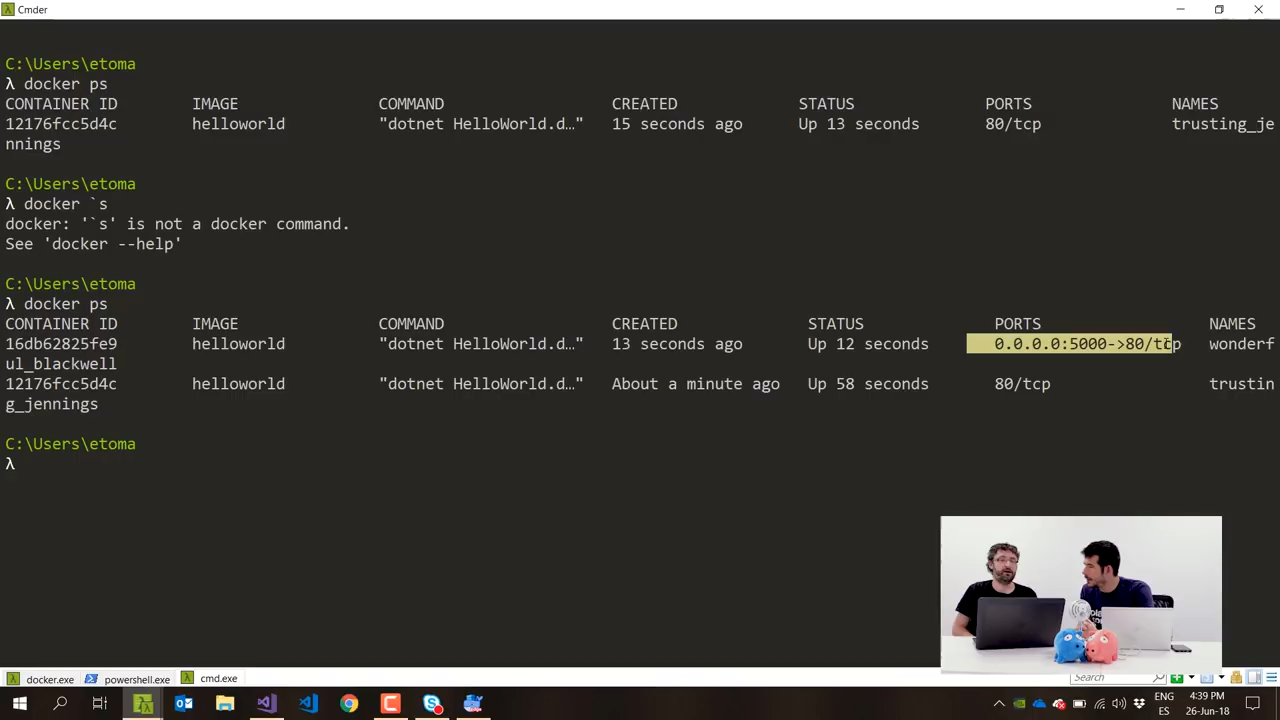 Cmder
C:\Users\etoma
λ docker ps
CONTAINER ID IMAGE COMMAND CREATED STATUS PORTS NAMES
12176fcc5d4c helloworld "dotnet HelloWorld.d…" 15 seconds ago Up 13 seconds 80/tcp trusting_je
nnings
C:\Users\etoma
λ docker `s
docker: '`s' is not a docker command.
See 'docker --help'
C:\Users\etoma
λ docker ps
CONTAINER ID IMAGE COMMAND CREATED STATUS PORTS NAMES
16db62825fe9 helloworld "dotnet HelloWorld.d…" 13 seconds ago Up 12 seconds 0.0.0.0:5000->80/tcp wonderf
ul_blackwell
12176fcc5d4c helloworld "dotnet HelloWorld.d…" About a minute ago Up 58 seconds 80/tcp trustin
g_jennings
C:\Users\etoma
λ
docker.exe powershell.exe cmd.exe Search
ENG 4:39 PM
ES 26-Jun-18